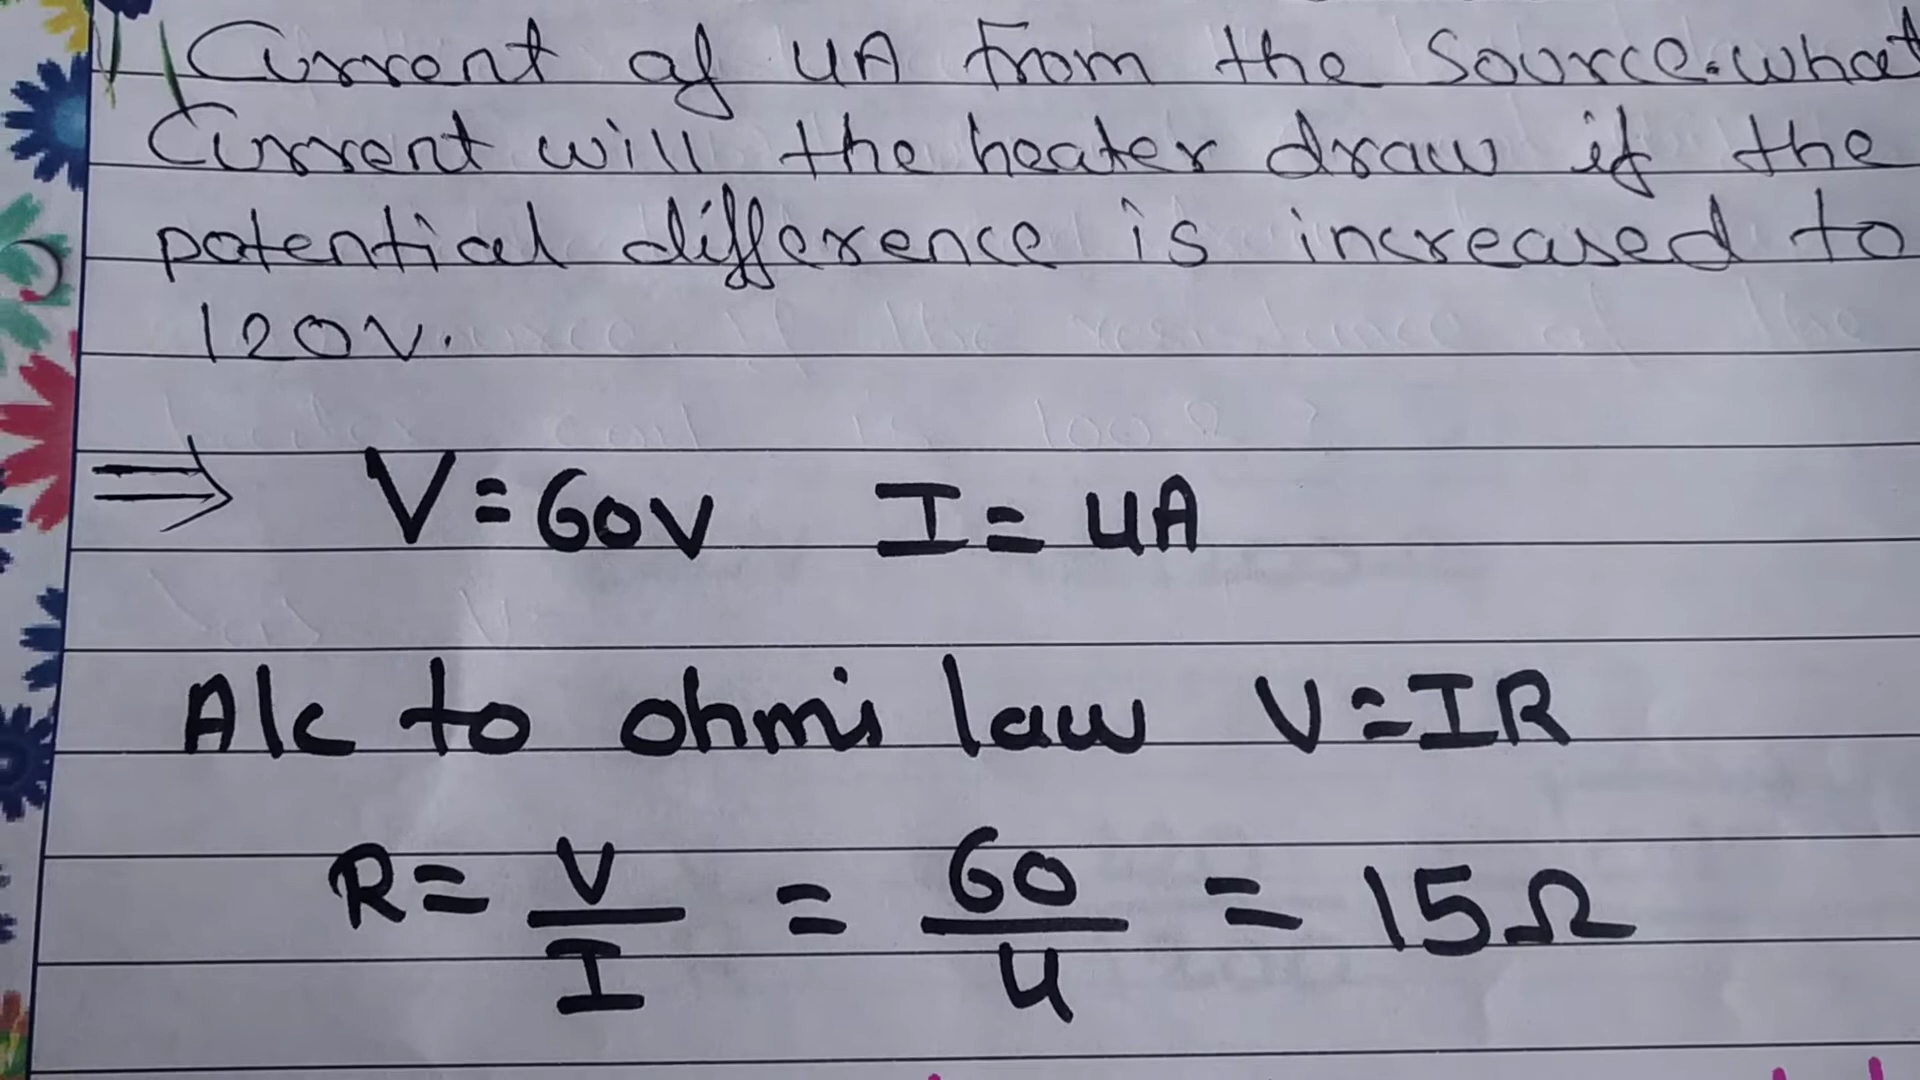 Current of 4A from the source. what
Current will the heater draw if the
potential difference is increased to
120V.
⇒ V = 60V I = 4A
A/c to ohm's law V = IR
R = V/I = 60/4 = 15Ω